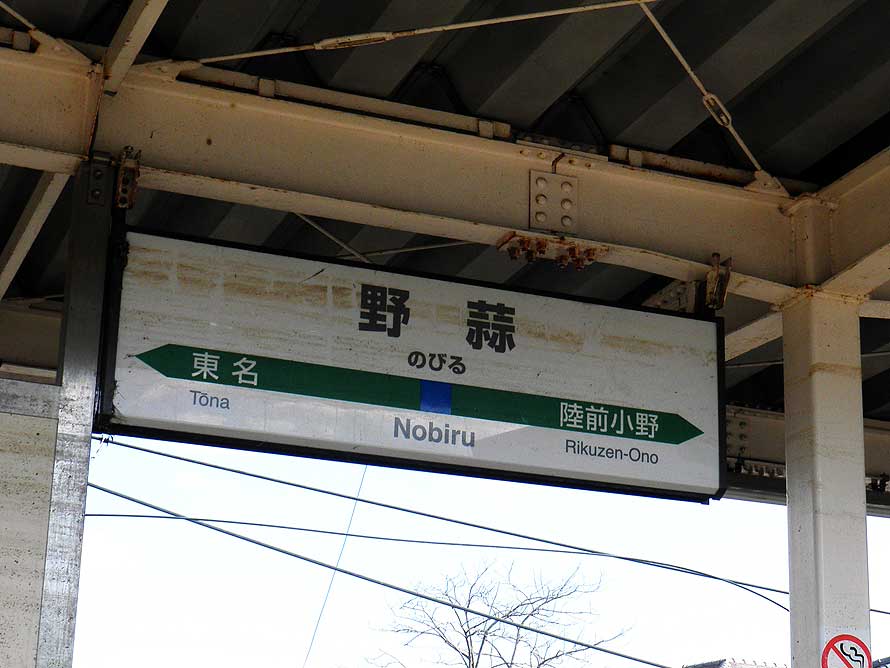 野蒜
のびる
東名
陸前小野
Tōna
Nobiru
Rikuzen-Ono